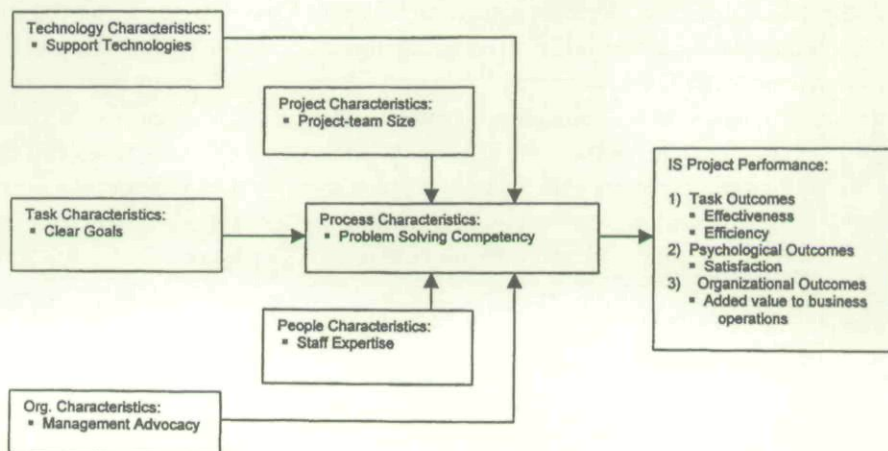 Technology Characteristics:
▪ Support Technologies
Project Characteristics:
▪ Project-team Size
IS Project Performance:
1) Task Outcomes
▪ Effectiveness
▪ Efficiency
2) Psychological Outcomes
▪ Satisfaction
3) Organizational Outcomes
▪ Added value to business
operations
Task Characteristics:
▪ Clear Goals
Process Characteristics:
▪ Problem Solving Competency
People Characteristics:
▪ Staff Expertise
Org. Characteristics:
▪ Management Advocacy